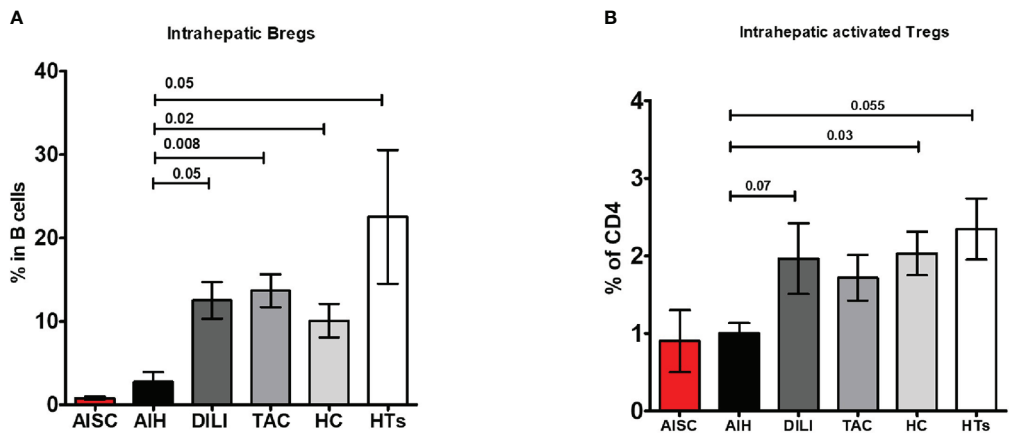 A
Intrahepatic Bregs
% in B cells
40
30
20
10
0
0.05
0.02
0.008
0.05
AISC AIH DILI TAC HC HTs
B
Intrahepatic activated Tregs
% of CD4
4
3
2
1
0
0.055
0.03
0.07
AISC AIH DILI TAC HC HTs